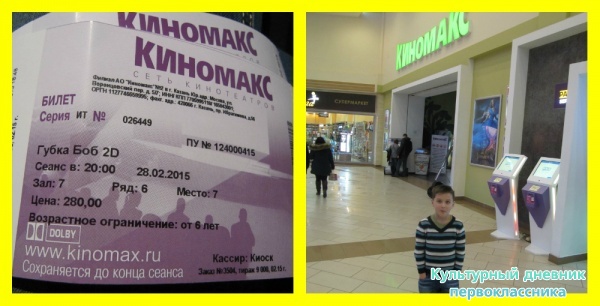 КИНОМАКС
КИНОМАКС
СЕТЬ КИНОТЕАТРОВ
БИЛЕТ
Серия ИТ № 026449
ПУ № 124000415
Губка Боб 2D
Сеанс в: 20:00 28.02.2015
Зал: 7 Ряд: 6 Место: 7
Цена: 280,00
Возрастное ограничение: от 6 лет
DOLBY
www.kinomax.ru
Кассир: Киоск
Сохраняется до конца сеанса
КИНОМАКС
СУПЕРМАРКЕТ
Культурный дневник
первоклассника